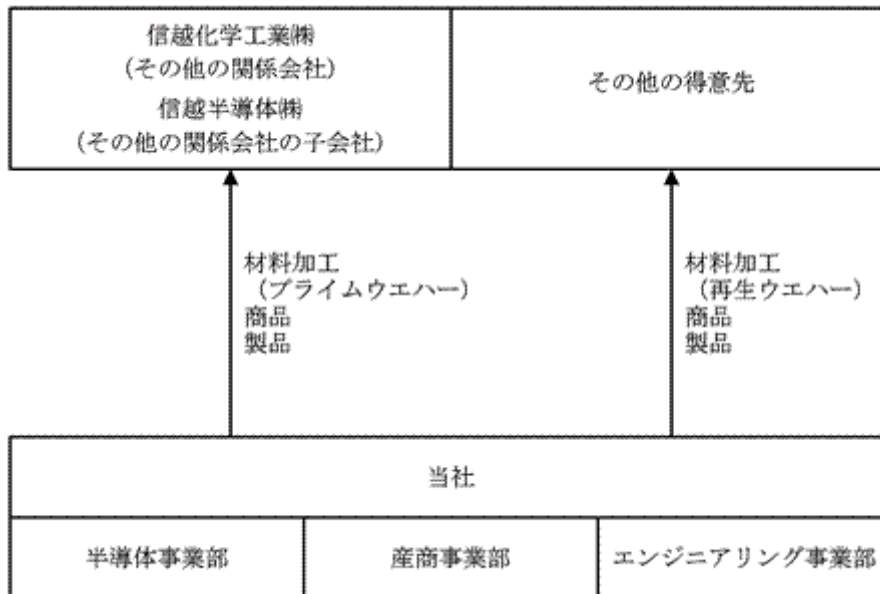 信越化学工業㈱
（その他の関係会社）
信越半導体㈱
（その他の関係会社の子会社）
その他の得意先
材料加工
（プライムウエハー）
商品
製品
材料加工
（再生ウエハー）
商品
製品
当社
半導体事業部
産商事業部
エンジニアリング事業部